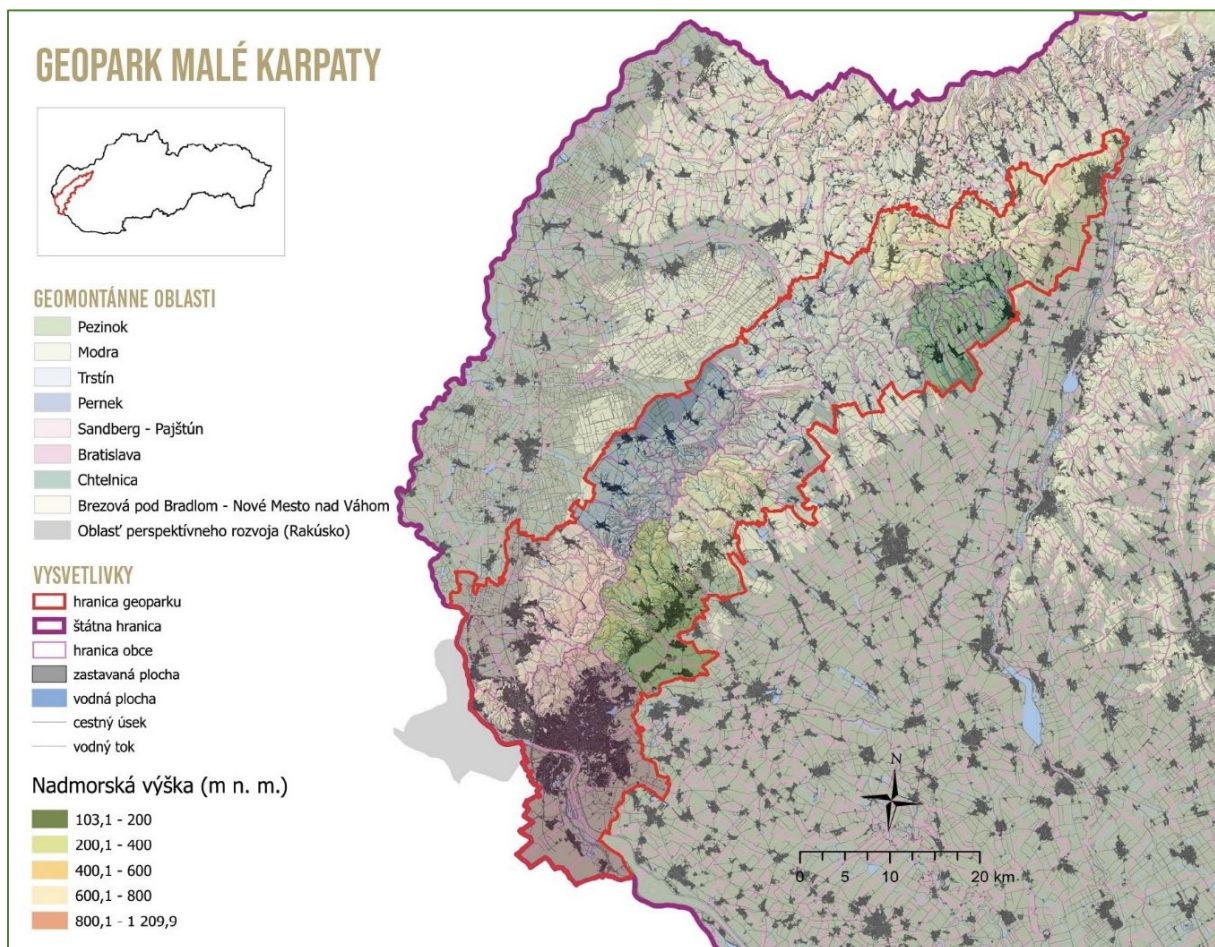 GEOPARK MALÉ KARPATY
GEOMONTÁNNE OBLASTI
Pezinok
Modra
Trstín
Pernek
Sandberg - Pajštún
Bratislava
Chtelnica
Brezová pod Bradlom - Nové Mesto nad Váhom
Oblasť perspektívneho rozvoja (Rakúsko)
VYSVETLIVKY
hranica geoparku
štátna hranica
hranica obce
zastavaná plocha
vodná plocha
cestný úsek
vodný tok
Nadmorská výška (m n. m.)
103,1 - 200
200,1 - 400
400,1 - 600
600,1 - 800
800,1 - 1 209,9
N
0 5 10 20 km